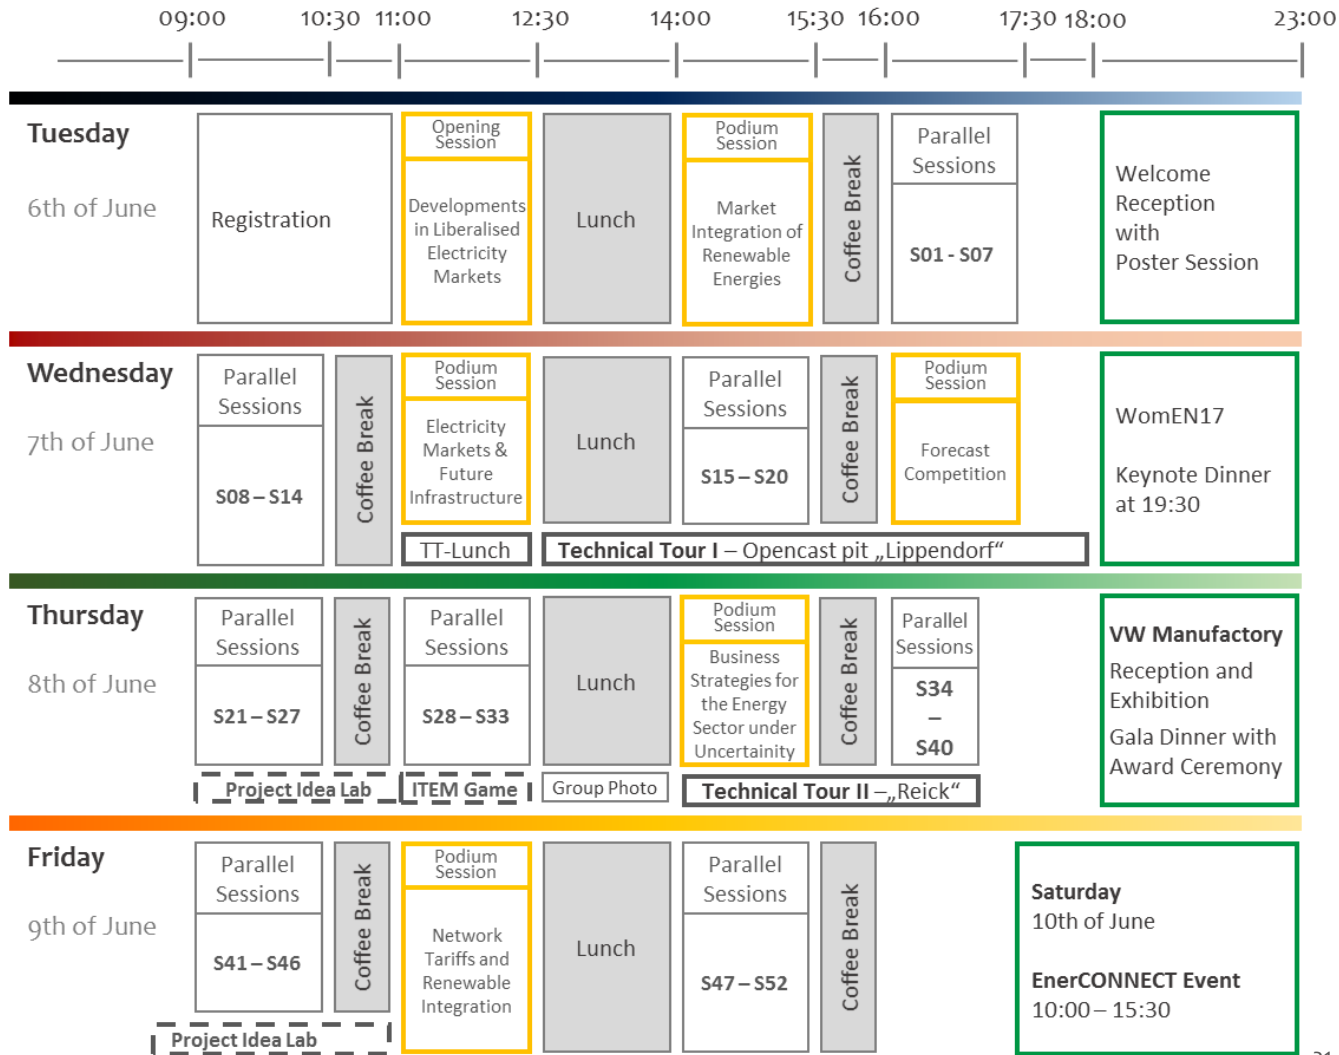 09:00 10:30 11:00 12:30 14:00 15:30 16:00 17:30 18:00 23:00
Tuesday
6th of June
Registration
Opening
Session
Developments
in Liberalised
Electricity
Markets
Lunch
Podium
Session
Market
Integration of
Renewable
Energies
Coffee Break
Parallel
Sessions
S01 - S07
Welcome
Reception
with
Poster Session
Wednesday
7th of June
Parallel
Sessions
S08 – S14
Coffee Break
Podium
Session
Electricity
Markets &
Future
Infrastructure
TT-Lunch
Lunch
Parallel
Sessions
S15 – S20
Coffee Break
Podium
Session
Forecast
Competition
Technical Tour I – Opencast pit „Lippendorf“
WomEN17
Keynote Dinner
at 19:30
Thursday
8th of June
Parallel
Sessions
S21 – S27
Coffee Break
Project Idea Lab
Parallel
Sessions
S28 – S33
ITEM Game
Lunch
Group Photo
Podium
Session
Business
Strategies for
the Energy
Sector under
Uncertainity
Coffee Break
Parallel
Sessions
S34
–
S40
Technical Tour II –„Reick“
VW Manufactory
Reception and
Exhibition
Gala Dinner with
Award Ceremony
Friday
9th of June
Parallel
Sessions
S41 – S46
Coffee Break
Project Idea Lab
Podium
Session
Network
Tariffs and
Renewable
Integration
Lunch
Parallel
Sessions
S47 – S52
Coffee Break
Saturday
10th of June
EnerCONNECT Event
10:00 – 15:30